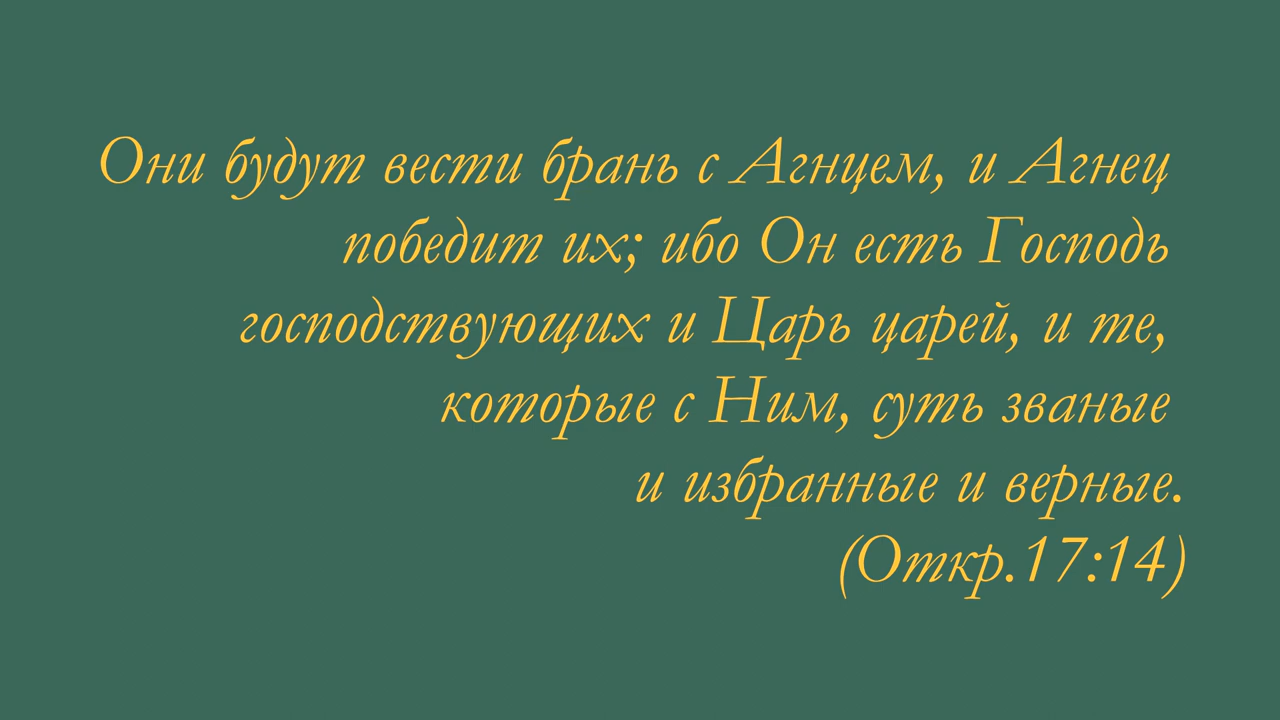 Они будут вести брань с Агнцем, и Агнец
победит их; ибо Он есть Господь
господствующих и Царь царей, и те,
которые с Ним, суть званые
и избранные и верные.
(Откр.17:14)